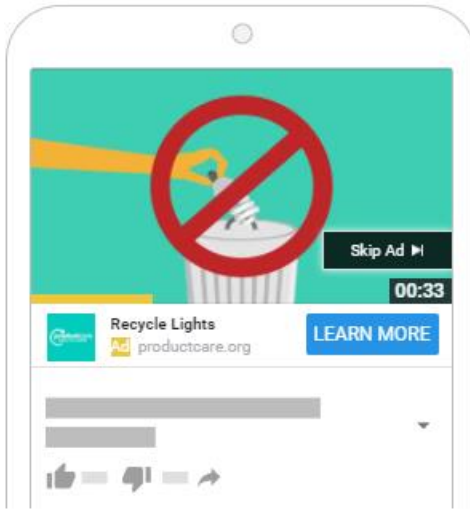 Skip Ad
00:33
Recycle Lights
Ad productcare.org
LEARN MORE